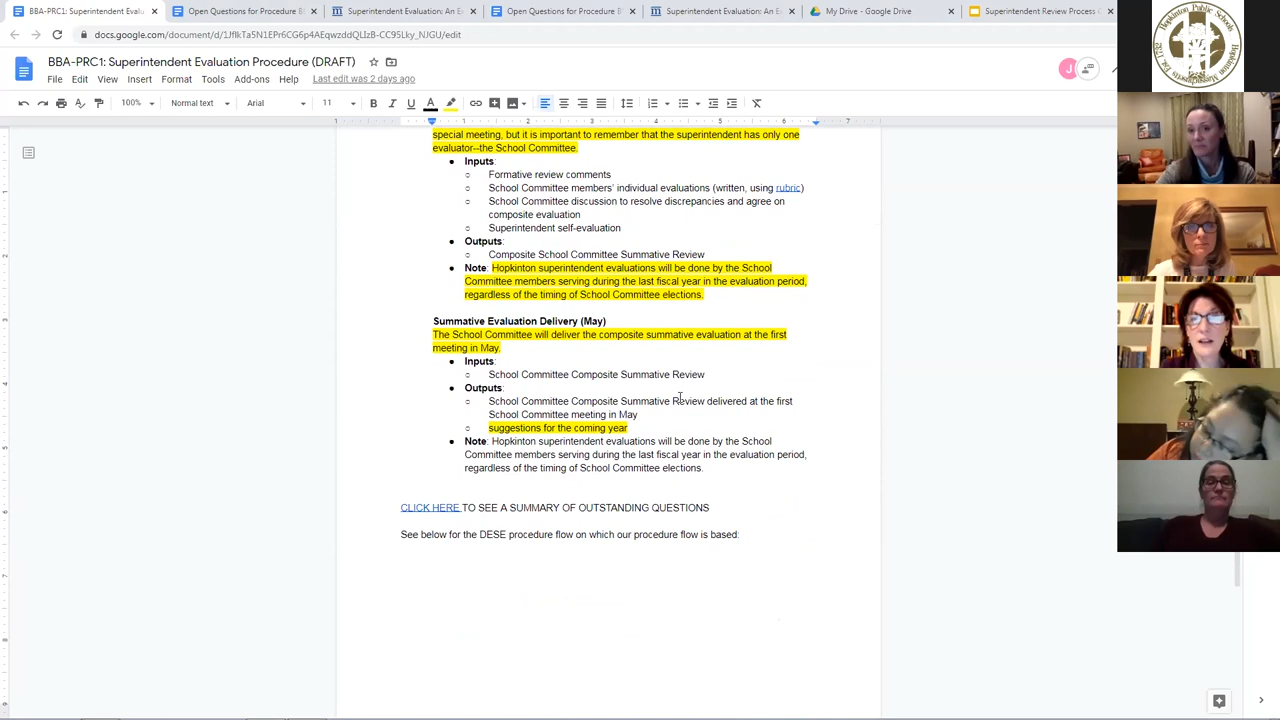 BBA-PRC1: Superintendent Evalu
Open Questions for Procedure B
Superintendent Evaluation: An E
Open Questions for Procedure B
Superintendent Evaluation: An E
My Drive - Google Drive
Superintendent Review Process C
BBA-PRC1: Superintendent Evaluation Procedure (DRAFT)
File Edit View Insert Format Tools Add-ons Help Last edit was 2 days ago
100% Normal text Arial 11 B I U A
special meeting, but it is important to remember that the superintendent has only one
evaluator--the School Committee.
● Inputs:
○ Formative review comments
○ School Committee members' individual evaluations (written, using rubric)
○ School Committee discussion to resolve discrepancies and agree on
composite evaluation
○ Superintendent self-evaluation
● Outputs:
○ Composite School Committee Summative Review
● Note: Hopkinton superintendent evaluations will be done by the School
Committee members serving during the last fiscal year in the evaluation period,
regardless of the timing of School Committee elections.
Summative Evaluation Delivery (May)
The School Committee will deliver the composite summative evaluation at the first
meeting in May.
● Inputs:
○ School Committee Composite Summative Review
● Outputs:
○ School Committee Composite Summative Review delivered at the first
School Committee meeting in May
○ suggestions for the coming year
● Note: Hopkinton superintendent evaluations will be done by the School
Committee members serving during the last fiscal year in the evaluation period,
regardless of the timing of School Committee elections.
CLICK HERE TO SEE A SUMMARY OF OUTSTANDING QUESTIONS
See below for the DESE procedure flow on which our procedure flow is based:
Hopkinton Public Schools